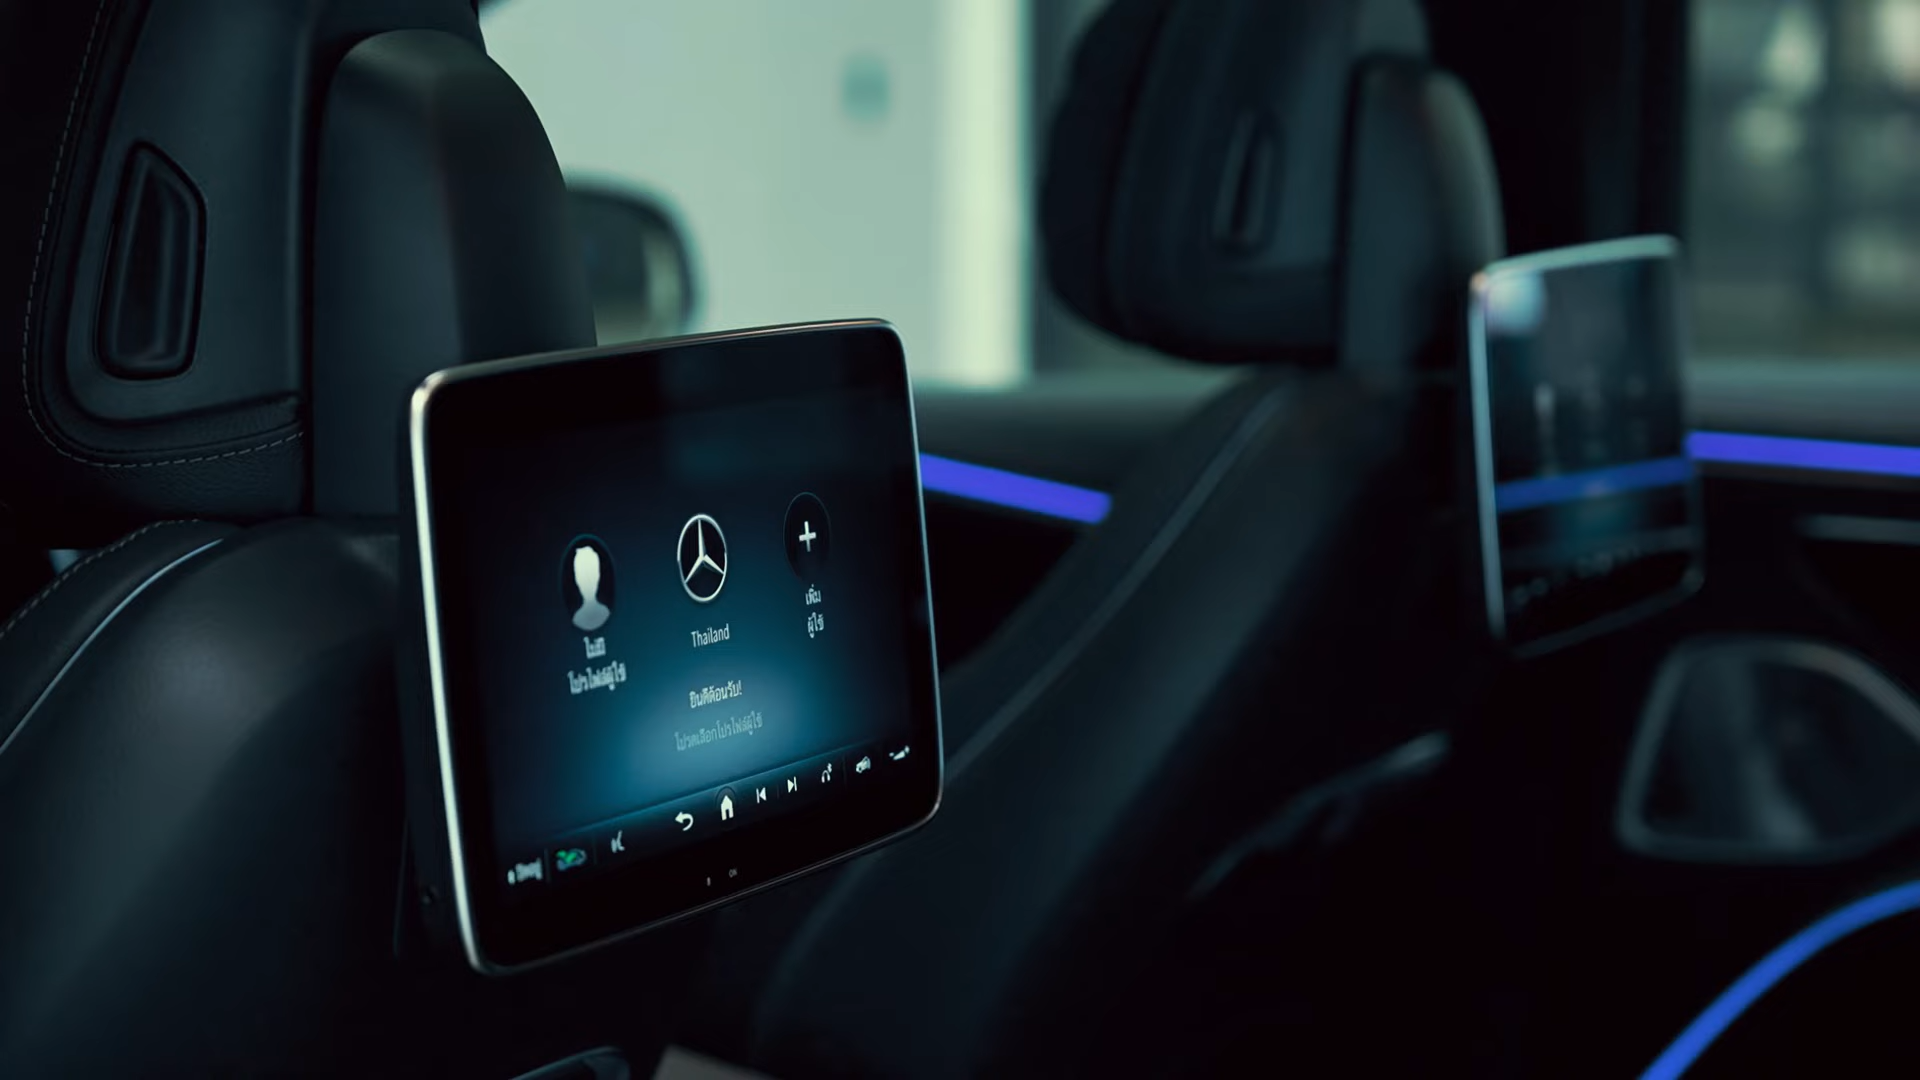 ไม่มี
โปรไฟล์ผู้ใช้
Thailand
เพิ่ม
ผู้ใช้
ยินดีต้อนรับ!
โปรดเลือกโปรไฟล์ผู้ใช้
ON